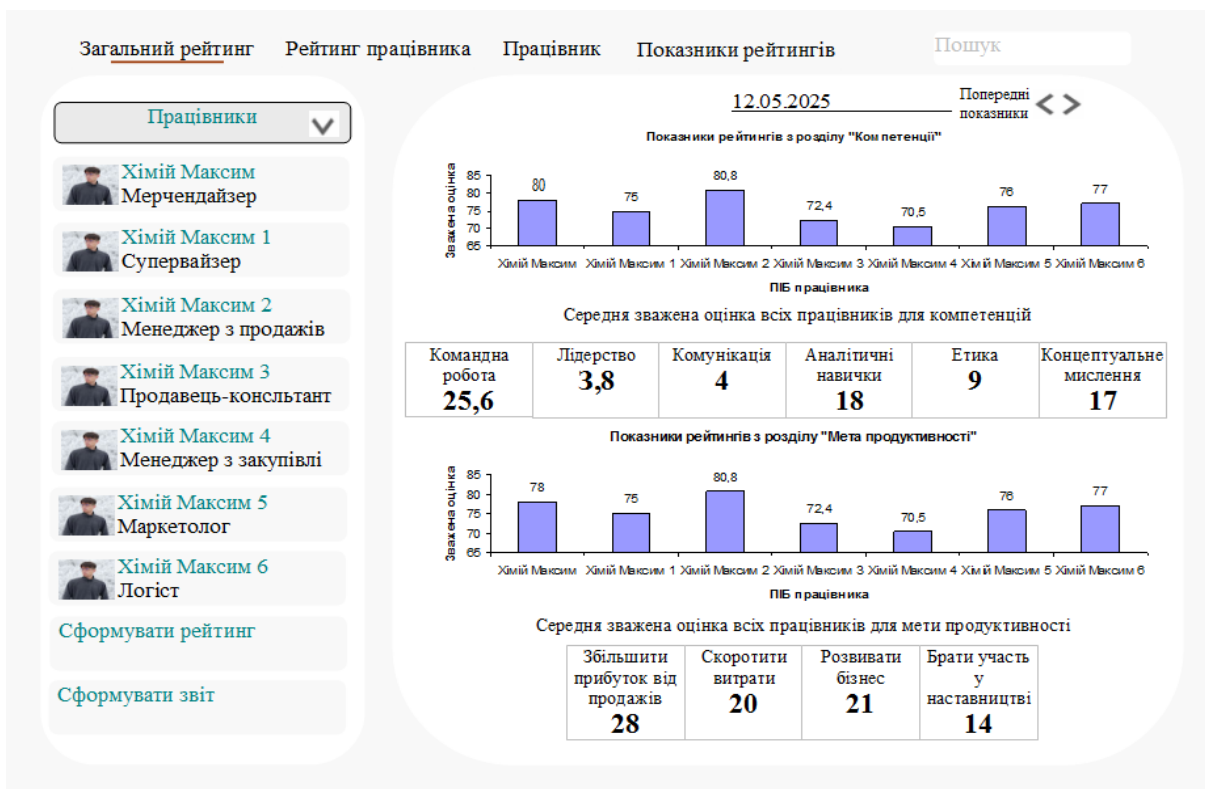 Загальний рейтинг Рейтинг працівника Працівник Показники рейтингів Пошук
Працівники
Хімій Максим
Мерчендайзер
Хімій Максим 1
Супервайзер
Хімій Максим 2
Менеджер з продажів
Хімій Максим 3
Продавець-консльтант
Хімій Максим 4
Менеджер з закупівлі
Хімій Максим 5
Маркетолог
Хімій Максим 6
Логіст
Сформувати рейтинг
Сформувати звіт
12.05.2025
Попередні
показники
Показники рейтингів з розділу "Компетенції"
Зважена оцінка
85
80
75
70
65
80 75 80,8 72,4 70,5 76 77
Хімій Максим Хімій Максим 1 Хімій Максим 2 Хімій Максим 3 Хімій Максим 4 Хімій Максим 5 Хімій Максим 6
ПІБ працівника
Середня зважена оцінка всіх працівників для компетенцій
Командна
робота
25,6
Лідерство
3,8
Комунікація
4
Аналітичні
навички
18
Етика
9
Концептуальне
мислення
17
Показники рейтингів з розділу "Мета продуктивності"
Зважена оцінка
85
80
75
70
65
78 75 80,8 72,4 70,5 76 77
Хімій Максим Хімій Максим 1 Хімій Максим 2 Хімій Максим 3 Хімій Максим 4 Хімій Максим 5 Хімій Максим 6
ПІБ працівника
Середня зважена оцінка всіх працівників для мети продуктивності
Збільшити
прибуток від
продажів
28
Скоротити
витрати
20
Розвивати
бізнес
21
Брати участь
у
наставництві
14